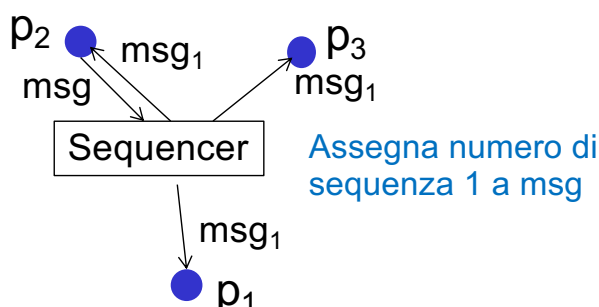 p₂
msg₁
p₃
msg
msg₁
Sequencer
Assegna numero di
sequenza 1 a msg
msg₁
p₁